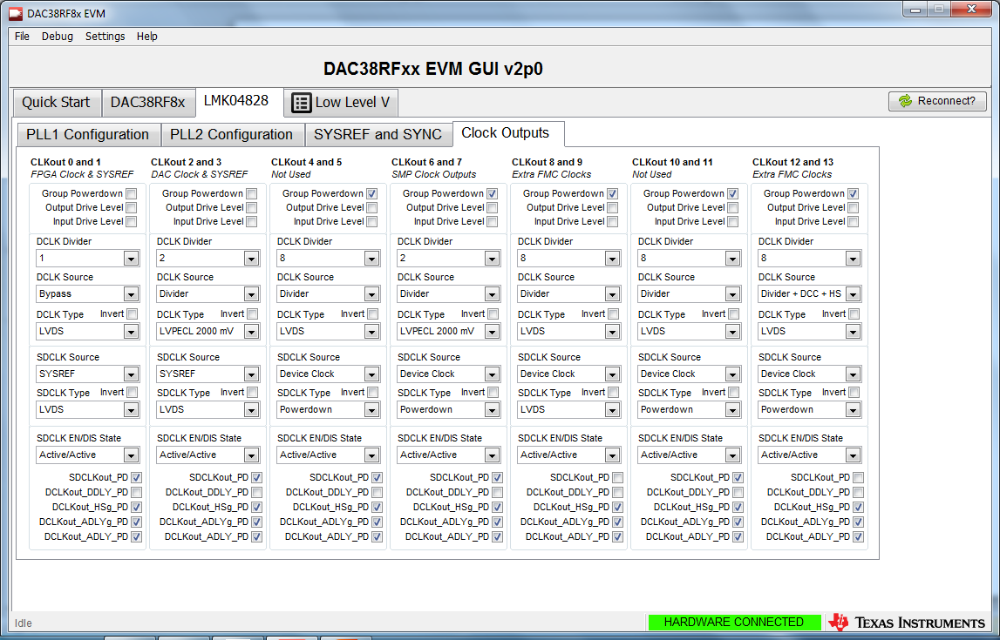 DAC38RF8x EVM
File Debug Settings Help
DAC38RFxx EVM GUI v2p0
Quick Start DAC38RF8x LMK04828 Low Level V Reconnect?
PLL1 Configuration PLL2 Configuration SYSREF and SYNC Clock Outputs
CLKout 0 and 1 CLKout 2 and 3 CLKout 4 and 5 CLKout 6 and 7 CLKout 8 and 9 CLKout 10 and 11 CLKout 12 and 13
FPGA Clock & SYSREF DAC Clock & SYSREF Not Used SMP Clock Outputs Extra FMC Clocks Not Used Extra FMC Clocks
Group Powerdown Group Powerdown Group Powerdown Group Powerdown Group Powerdown Group Powerdown Group Powerdown
Output Drive Level Output Drive Level Output Drive Level Output Drive Level Output Drive Level Output Drive Level Output Drive Level
Input Drive Level Input Drive Level Input Drive Level Input Drive Level Input Drive Level Input Drive Level Input Drive Level
DCLK Divider DCLK Divider DCLK Divider DCLK Divider DCLK Divider DCLK Divider DCLK Divider
1 2 8 2 8 8 8
DCLK Source DCLK Source DCLK Source DCLK Source DCLK Source DCLK Source DCLK Source
Bypass Divider Divider Divider Divider Divider Divider + DCC + HS
DCLK Type Invert DCLK Type Invert DCLK Type Invert DCLK Type Invert DCLK Type Invert DCLK Type Invert DCLK Type Invert
LVDS LVPECL 2000 mV LVDS LVPECL 2000 mV LVDS LVDS LVDS
SDCLK Source SDCLK Source SDCLK Source SDCLK Source SDCLK Source SDCLK Source SDCLK Source
SYSREF SYSREF Device Clock Device Clock Device Clock Device Clock Device Clock
SDCLK Type Invert SDCLK Type Invert SDCLK Type Invert SDCLK Type Invert SDCLK Type Invert SDCLK Type Invert SDCLK Type Invert
LVDS LVDS Powerdown Powerdown LVDS Powerdown Powerdown
SDCLK EN/DIS State SDCLK EN/DIS State SDCLK EN/DIS State SDCLK EN/DIS State SDCLK EN/DIS State SDCLK EN/DIS State SDCLK EN/DIS State
Active/Active Active/Active Active/Active Active/Active Active/Active Active/Active Active/Active
SDCLKout_PD SDCLKout_PD SDCLKout_PD SDCLKout_PD SDCLKout_PD SDCLKout_PD SDCLKout_PD
DCLKout_DDLY_PD DCLKout_DDLY_PD DCLKout_DDLY_PD DCLKout_DDLY_PD DCLKout_DDLY_PD DCLKout_DDLY_PD DCLKout_DDLY_PD
DCLKout_HSg_PD DCLKout_HSg_PD DCLKout_HSg_PD DCLKout_HSg_PD DCLKout_HSg_PD DCLKout_HSg_PD DCLKout_HSg_PD
DCLKout_ADLYg_PD DCLKout_ADLYg_PD DCLKout_ADLYg_PD DCLKout_ADLYg_PD DCLKout_ADLYg_PD DCLKout_ADLYg_PD DCLKout_ADLYg_PD
DCLKout_ADLY_PD DCLKout_ADLY_PD DCLKout_ADLY_PD DCLKout_ADLY_PD DCLKout_ADLY_PD DCLKout_ADLY_PD DCLKout_ADLY_PD
Idle HARDWARE CONNECTED TEXAS INSTRUMENTS